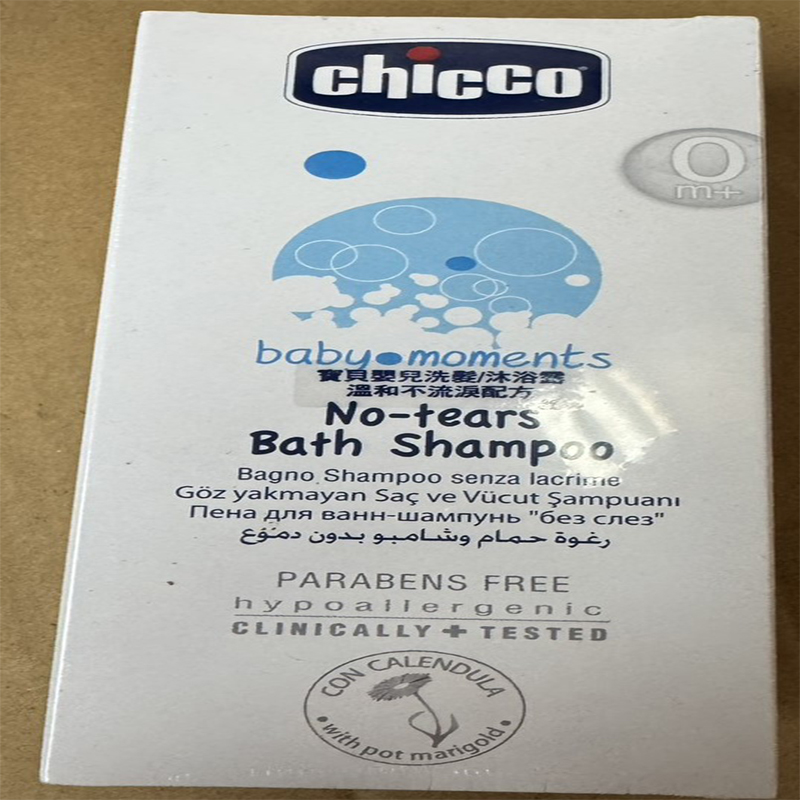 chicco
0
m+
baby moments
寶貝嬰兒洗髮/沐浴露
溫和不流淚配方
No-tears
Bath Shampoo
Bagno Shampoo senza lacrime
Göz yakmayan Saç ve Vücut Şampuanı
Пена для ванн-шампунь "без слез"
رغوة حمام وشامبو بدون دموع
PARABENS FREE
hypoallergenic
CLINICALLY + TESTED
CON CALENDULA
• with pot marigold •